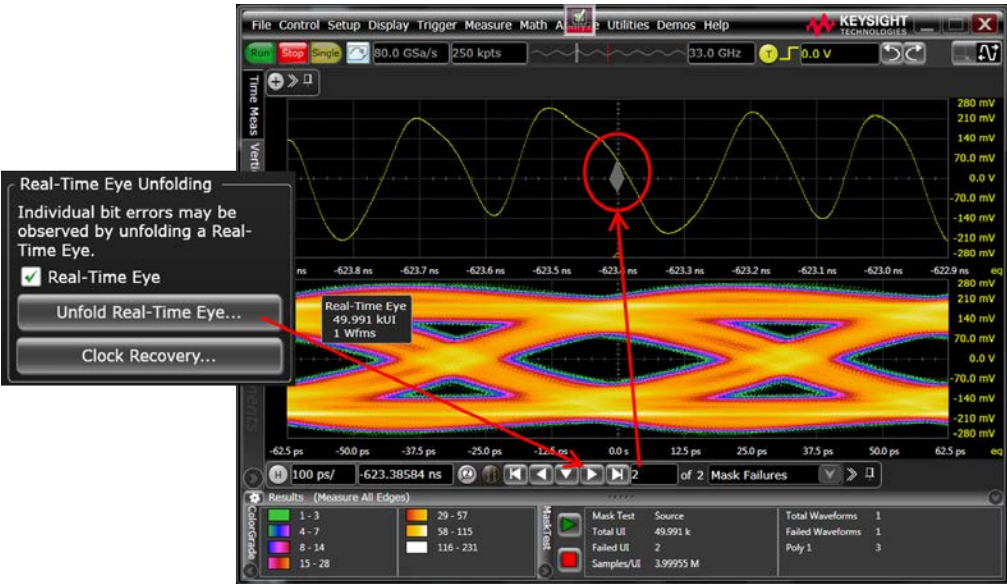 File Control Setup Display Trigger Measure Math Utilities Demos Help
KEYSIGHT
TECHNOLOGIES
Run Stop Single 80.0 GSa/s 250 kpts 33.0 GHz T 0.0 V
Time Meas
280 mV
210 mV
140 mV
70.0 mV
0.0 V
-70.0 mV
-140 mV
-210 mV
-280 mV
ns -623.8 ns -623.7 ns -623.6 ns -623.5 ns -623.3 ns -623.2 ns -623.1 ns -623.0 ns -622.9 ns eq
Real-Time Eye Unfolding
Individual bit errors may be
observed by unfolding a Real-
Time Eye.
Real-Time Eye
Unfold Real-Time Eye...
Clock Recovery...
Real-Time Eye
49.991 kUI
1 Wfms
280 mV
210 mV
140 mV
70.0 mV
0.0 V
-70.0 mV
-140 mV
-210 mV
-280 mV
-62.5 ps -50.0 ps -37.5 ps -25.0 ps -12.5 ps 0.0 s 12.5 ps 25.0 ps 37.5 ps 50.0 ps 62.5 ps eq
H 100 ps/ -623.38584 ns 2 of 2 Mask Failures
Results (Measure All Edges)
ColorGrade
1 - 3 29 - 57
4 - 7 58 - 115
8 - 14 116 - 231
15 - 28
MaskTest
Mask Test Source Total Waveforms 1
Total UI 49.991 k Failed Waveforms 1
Failed UI 2 Poly 1 3
Samples/UI 3.99955 M